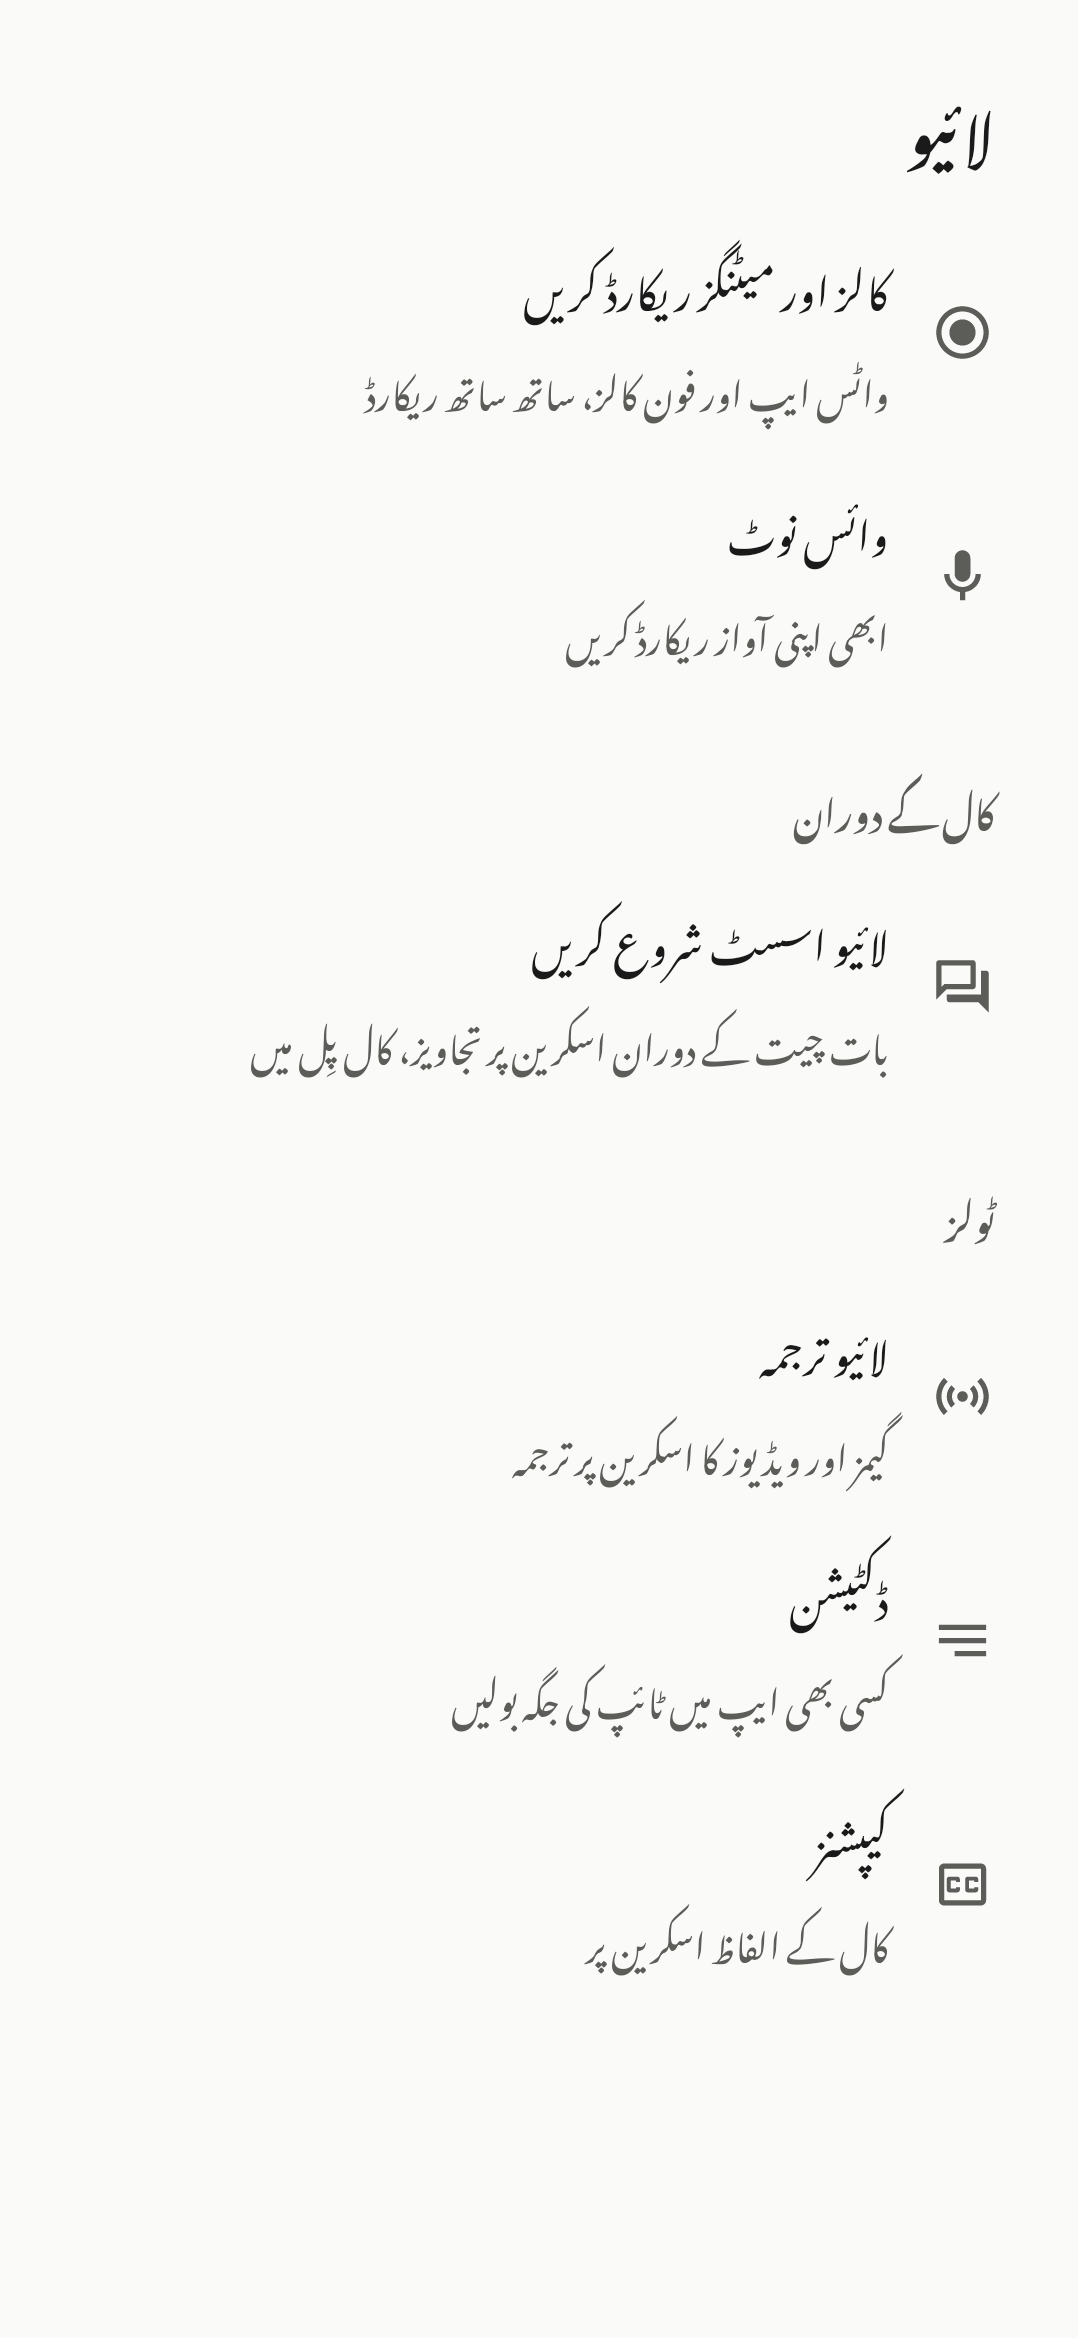 لائیو
کالز اور میٹنگز ریکارڈ کریں
واٹس ایپ اور فون کالز، ساتھ ساتھ ریکارڈ
وائس نوٹ
ابھی اپنی آواز ریکارڈ کریں
کال کے دوران
لائیو اسسٹ شروع کریں
بات چیت کے دوران اسکرین پر تجاویز، کال پِل میں
ٹولز
لائیو ترجمہ
گیمز اور ویڈیوز کا اسکرین پر ترجمہ
ڈکٹیشن
کسی بھی ایپ میں ٹائپ کی جگہ بولیں
کیپشنز
کال کے الفاظ اسکرین پر